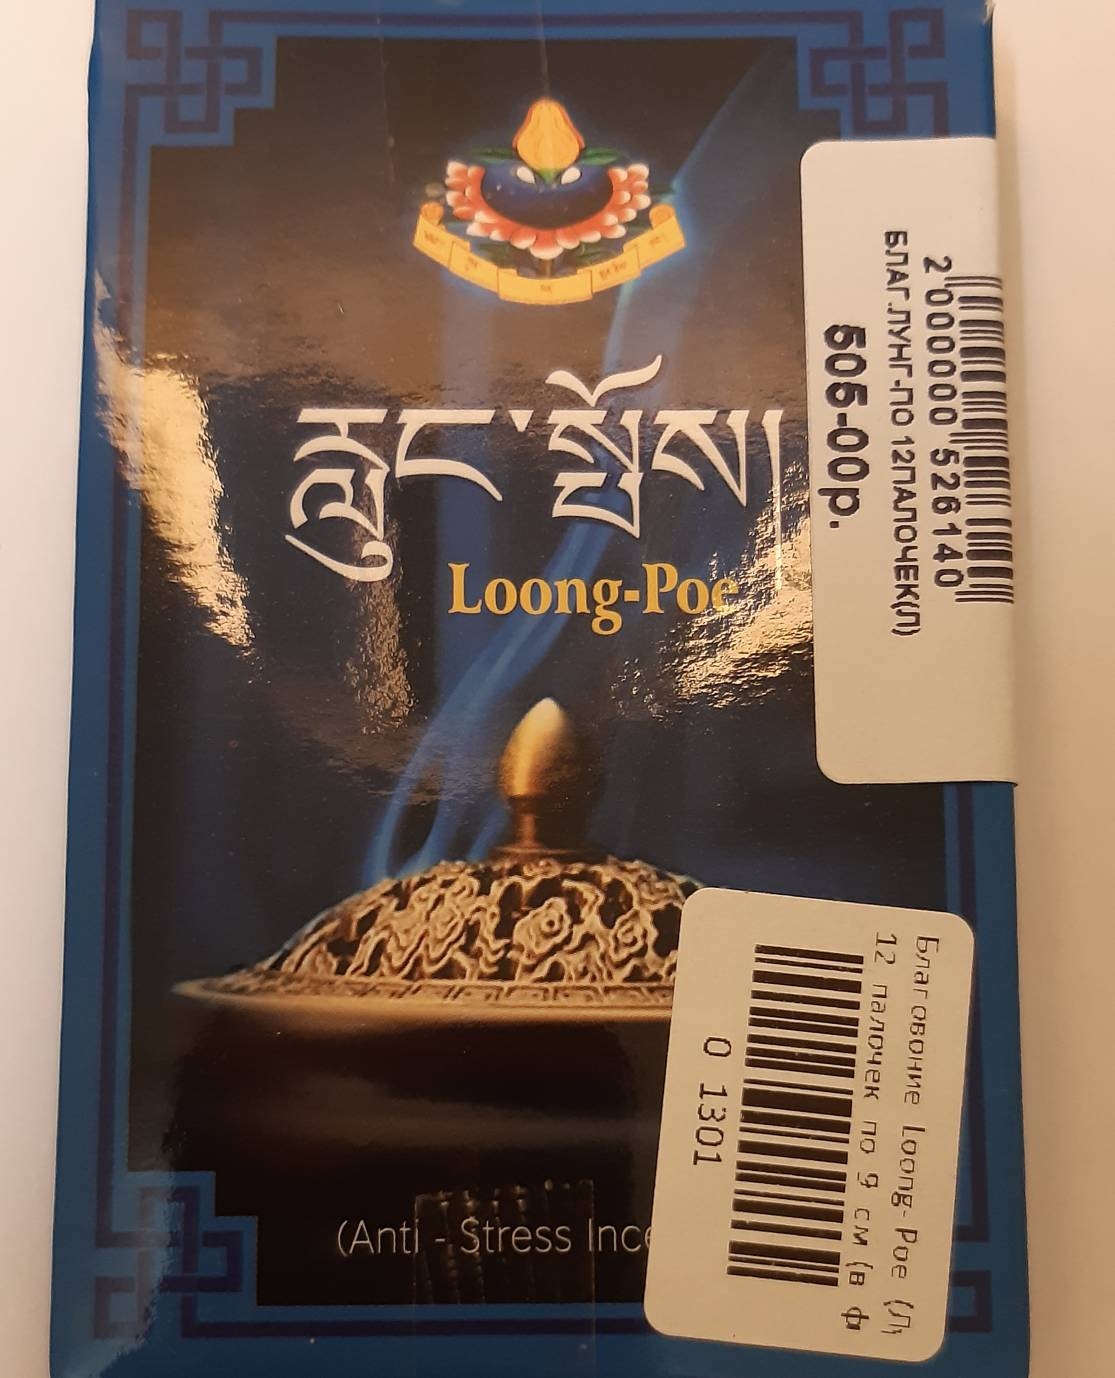 རླུང་སྤོས།
Loong-Poe
(Anti - Stress
2 000000 526140
БЛАГ.ЛУНГ-ПО 12ПАЛОЧЕК(Л)
505-00р.
Благовоние Loong- Poe (Л,
12 палочек по 9 см (в ф
0 1301